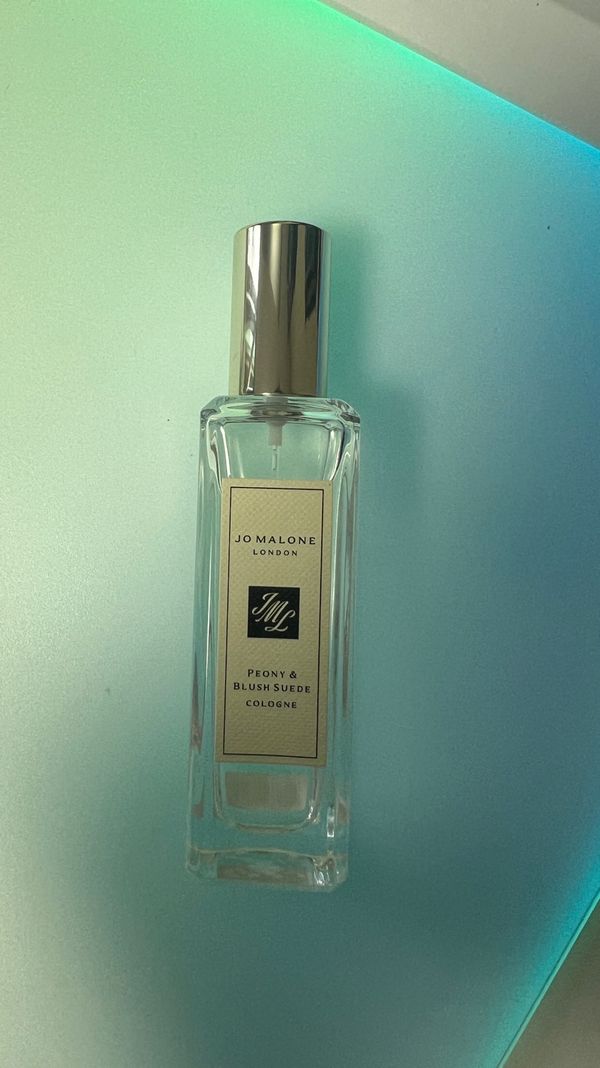 JO MALONE
LONDON
JML
PEONY &
BLUSH SUEDE
COLOGNE